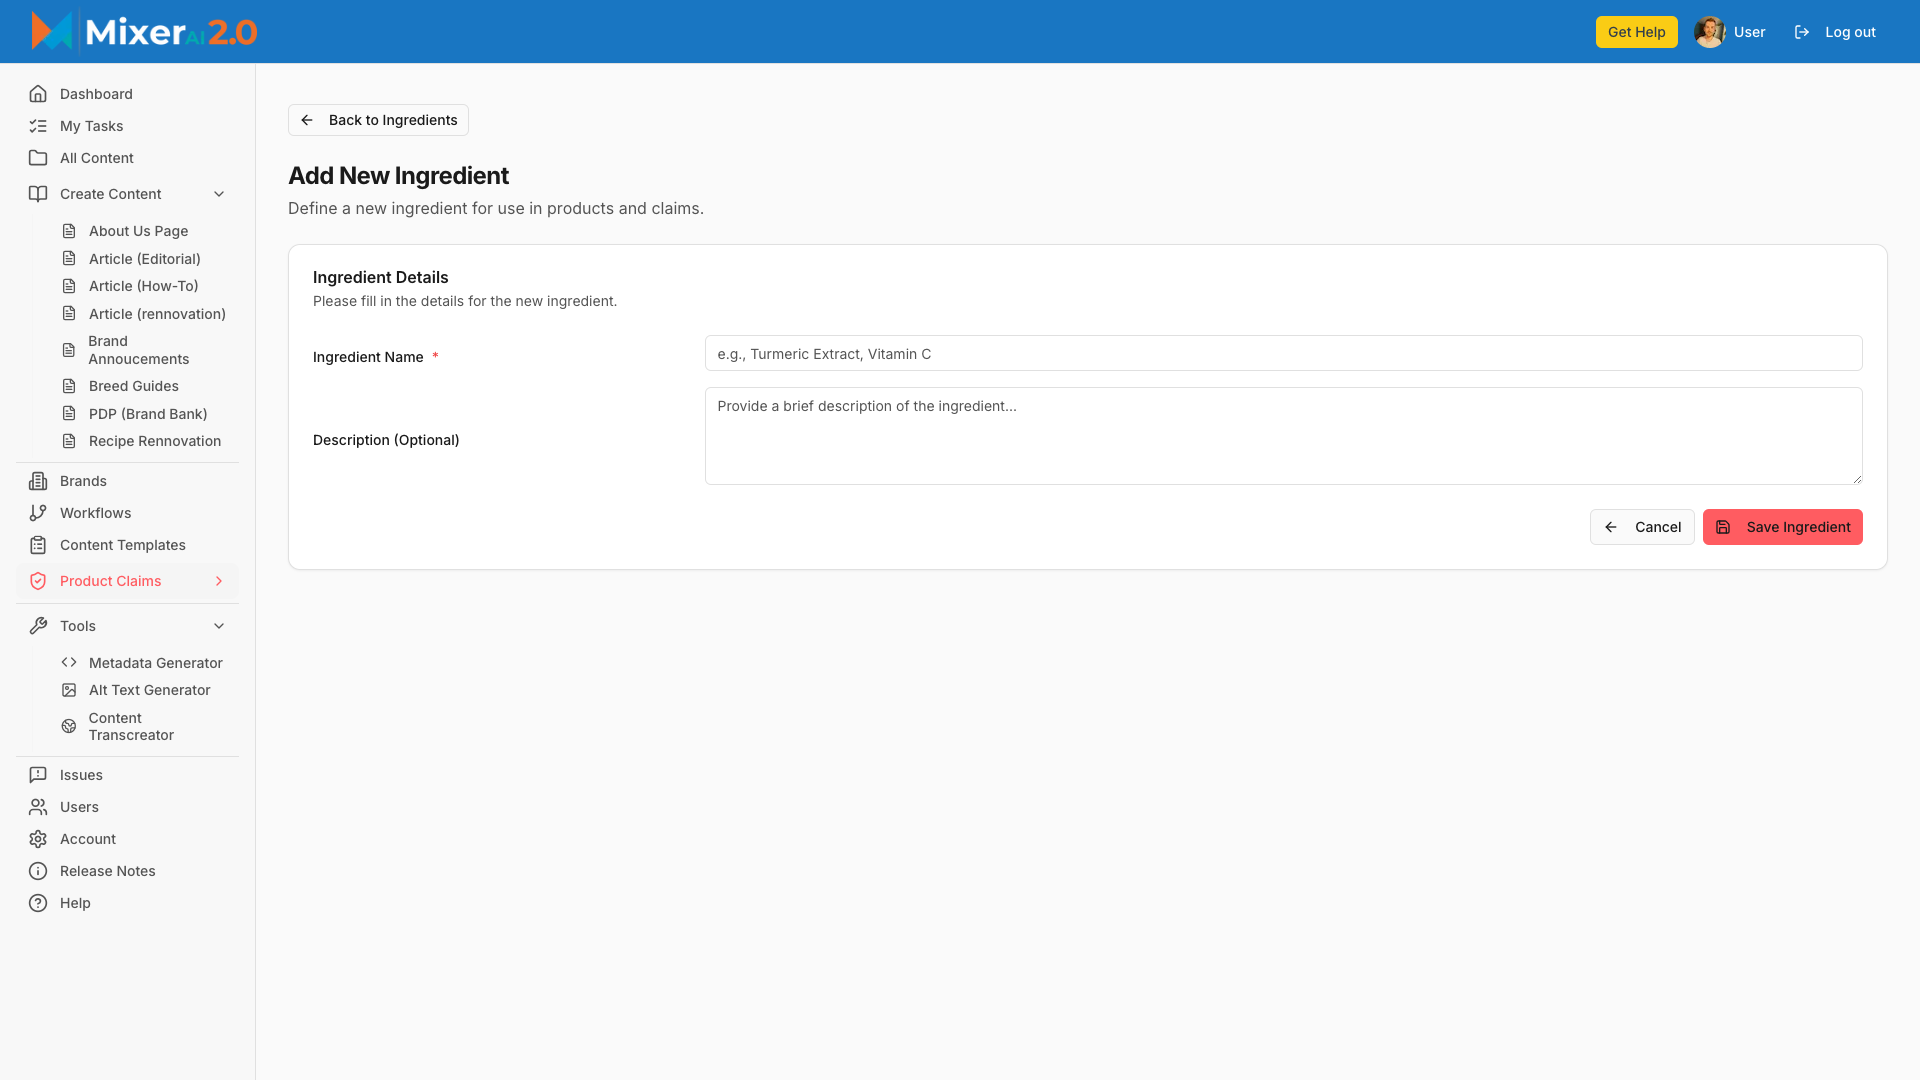 MixerAI 2.0
Get Help
User
Log out
Dashboard
My Tasks
All Content
Create Content
About Us Page
Article (Editorial)
Article (How-To)
Article (rennovation)
Brand
Annoucements
Breed Guides
PDP (Brand Bank)
Recipe Rennovation
Brands
Workflows
Content Templates
Product Claims
Tools
Metadata Generator
Alt Text Generator
Content
Transcreator
Issues
Users
Account
Release Notes
Help
Back to Ingredients
Add New Ingredient
Define a new ingredient for use in products and claims.
Ingredient Details
Please fill in the details for the new ingredient.
Ingredient Name *
e.g., Turmeric Extract, Vitamin C
Description (Optional)
Provide a brief description of the ingredient...
Cancel
Save Ingredient